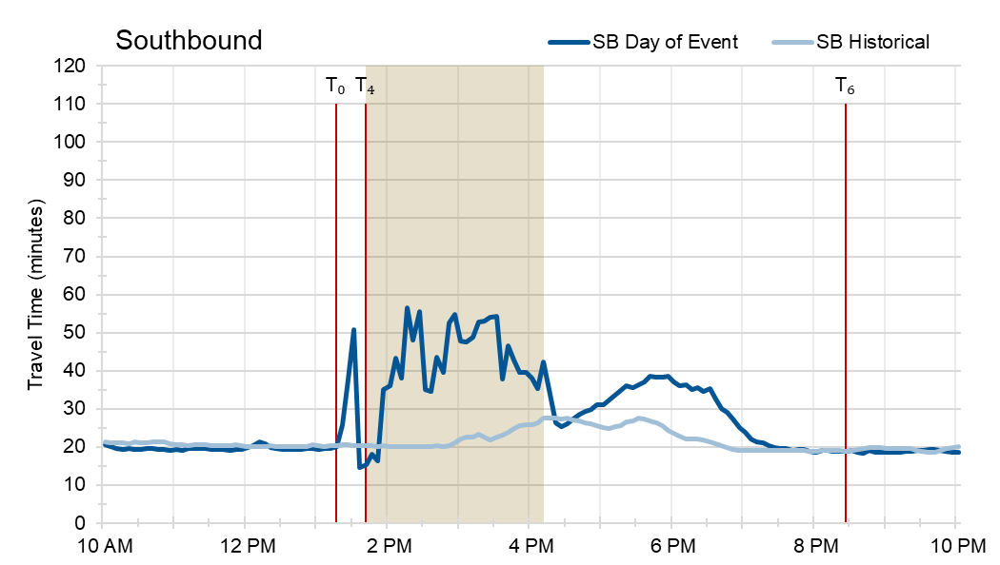 Southbound
SB Day of Event
SB Historical
T₀
T₄
T₆
Travel Time (minutes)
120
110
100
90
80
70
60
50
40
30
20
10
0
10 AM
12 PM
2 PM
4 PM
6 PM
8 PM
10 PM